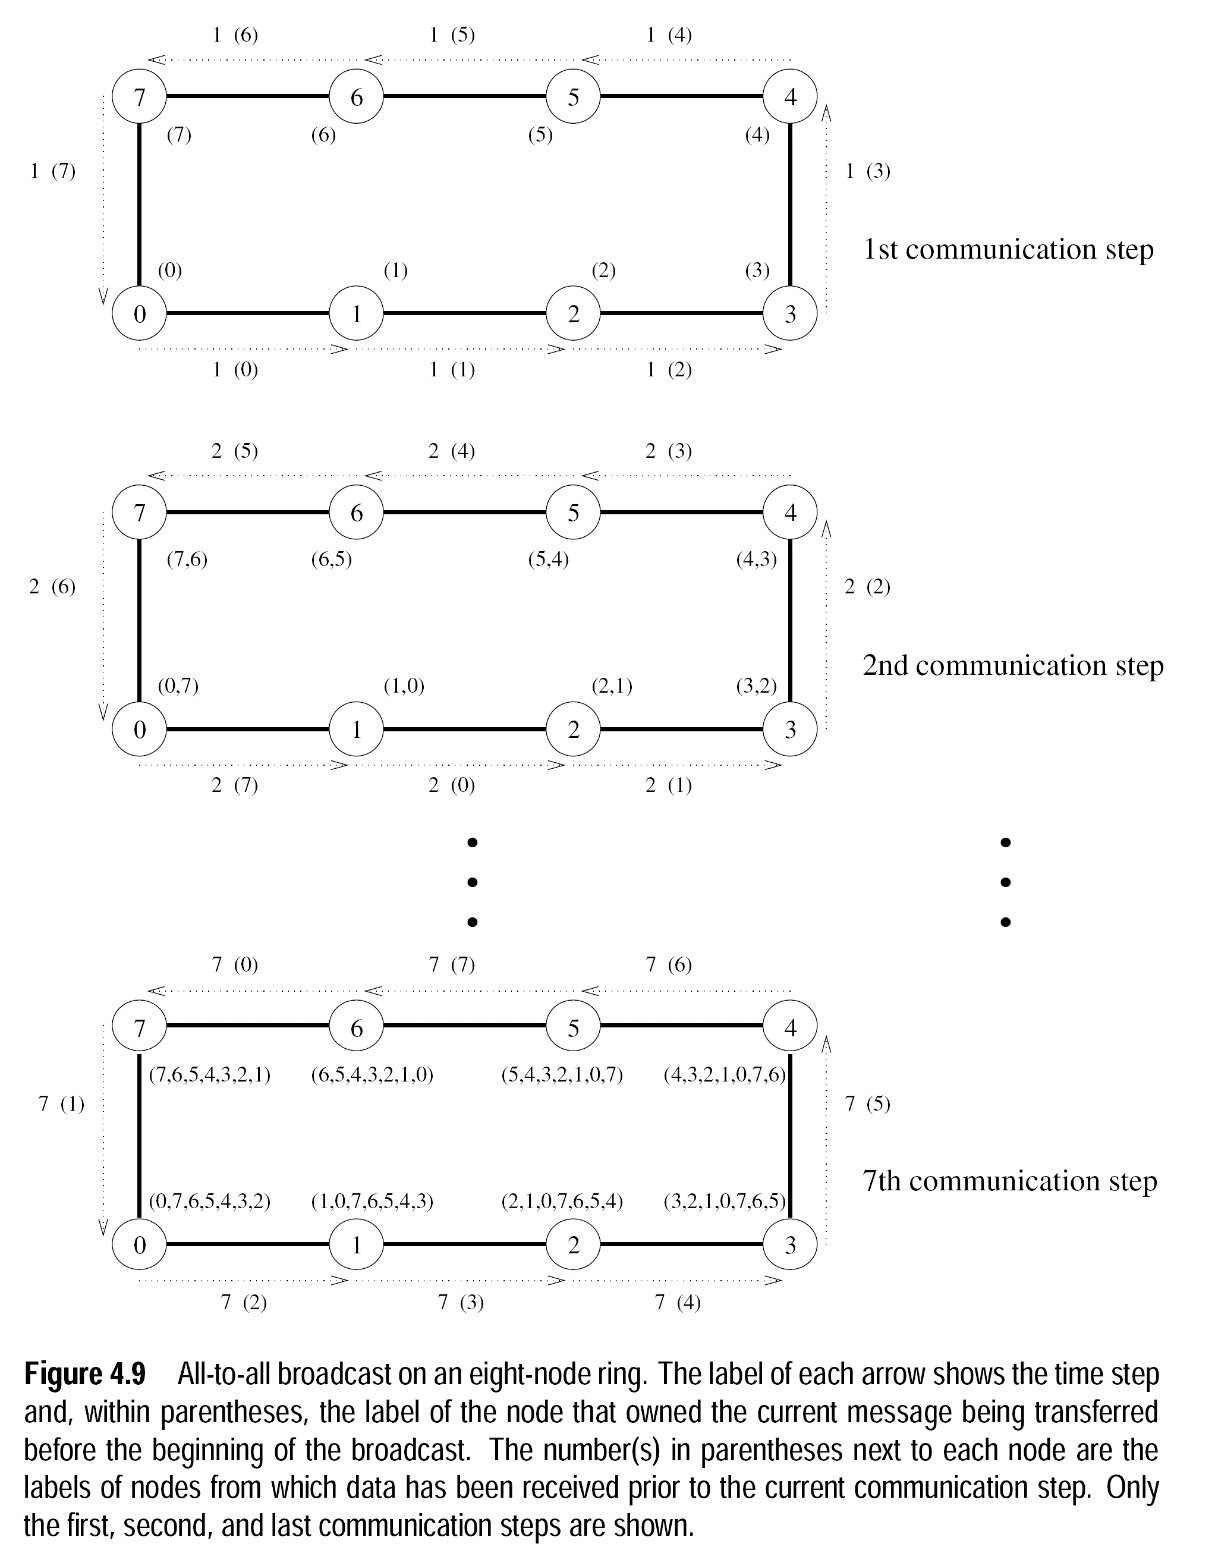 1 (6) 1 (5) 1 (4)
7 6 5 4
(7) (6) (5) (4)
1 (7) 1 (3)
1st communication step
(0) (1) (2) (3)
0 1 2 3
1 (0) 1 (1) 1 (2)
2 (5) 2 (4) 2 (3)
7 6 5 4
(7,6) (6,5) (5,4) (4,3)
2 (6) 2 (2)
2nd communication step
(0,7) (1,0) (2,1) (3,2)
0 1 2 3
2 (7) 2 (0) 2 (1)
7 (0) 7 (7) 7 (6)
7 6 5 4
(7,6,5,4,3,2,1) (6,5,4,3,2,1,0) (5,4,3,2,1,0,7) (4,3,2,1,0,7,6)
7 (1) 7 (5)
7th communication step
(0,7,6,5,4,3,2) (1,0,7,6,5,4,3) (2,1,0,7,6,5,4) (3,2,1,0,7,6,5)
0 1 2 3
7 (2) 7 (3) 7 (4)
Figure 4.9 All-to-all broadcast on an eight-node ring. The label of each arrow shows the time step
and, within parentheses, the label of the node that owned the current message being transferred
before the beginning of the broadcast. The number(s) in parentheses next to each node are the
labels of nodes from which data has been received prior to the current communication step. Only
the first, second, and last communication steps are shown.